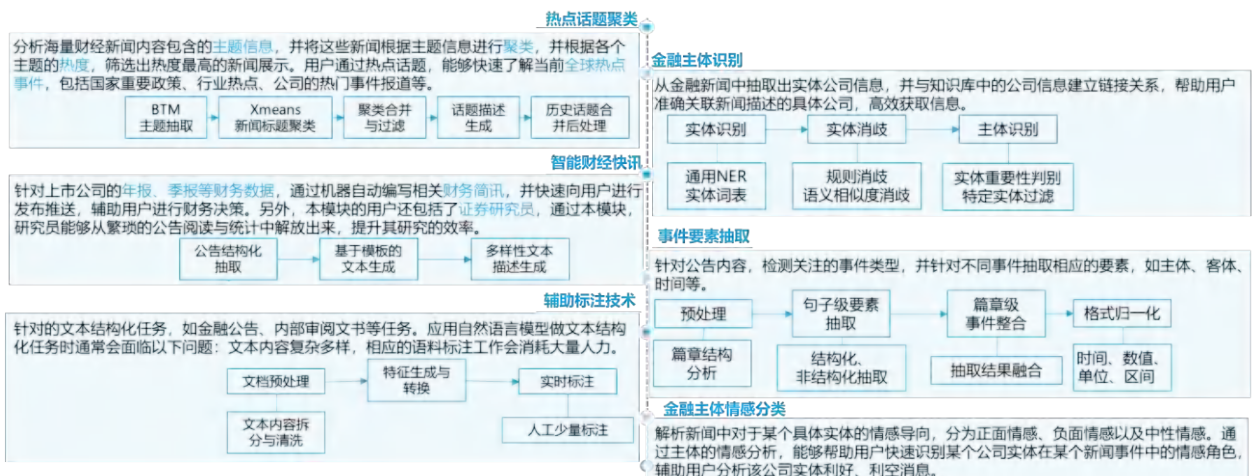 热点话题聚类
分析海量财经新闻内容包含的主题信息，并将这些新闻根据主题信息进行聚类，并根据各个
主题的热度，筛选出热度最高的新闻展示。用户通过热点话题，能够快速了解当前全球热点
事件，包括国家重要政策、行业热点、公司的热门事件报道等。
BTM
主题抽取
Xmeans
新闻标题聚类
聚类合并
与过滤
话题描述
生成
历史话题合
并后处理
金融主体识别
从金融新闻中抽取出实体公司信息，并与知识库中的公司信息建立链接关系，帮助用户
准确关联新闻描述的具体公司，高效获取信息。
实体识别
实体消歧
主体识别
通用NER
实体词表
规则消歧
语义相似度消歧
实体重要性判别
特定实体过滤
智能财经快讯
针对上市公司的年报、季报等财务数据，通过机器自动编写相关财务简讯，并快速向用户进行
发布推送，辅助用户进行财务决策。另外，本模块的用户还包括了证券研究员，通过本模块，
研究员能够从繁琐的公告阅读与统计中解放出来，提升其研究的效率。
公告结构化
抽取
基于模板的
文本生成
多样性文本
描述生成
事件要素抽取
针对公告内容，检测关注的事件类型，并针对不同事件抽取相应的要素，如主体、客体、
时间等。
预处理
句子级要素
抽取
篇章级
事件整合
格式归一化
篇章结构
分析
结构化、
非结构化抽取
抽取结果融合
时间、数值、
单位、区间
辅助标注技术
针对的文本结构化任务，如金融公告、内部审阅文书等任务。应用自然语言模型做文本结构
化任务时通常会面临以下问题：文本内容复杂多样，相应的语料标注工作会消耗大量人力。
文档预处理
特征生成与
转换
实时标注
文本内容拆
分与清洗
人工少量标注
金融主体情感分类
解析新闻中对于某个具体实体的情感导向，分为正面情感、负面情感以及中性情感。通
过主体的情感分析，能够帮助用户快速识别某个公司实体在某个新闻事件中的情感角色，
辅助用户分析该公司实体利好、利空消息。